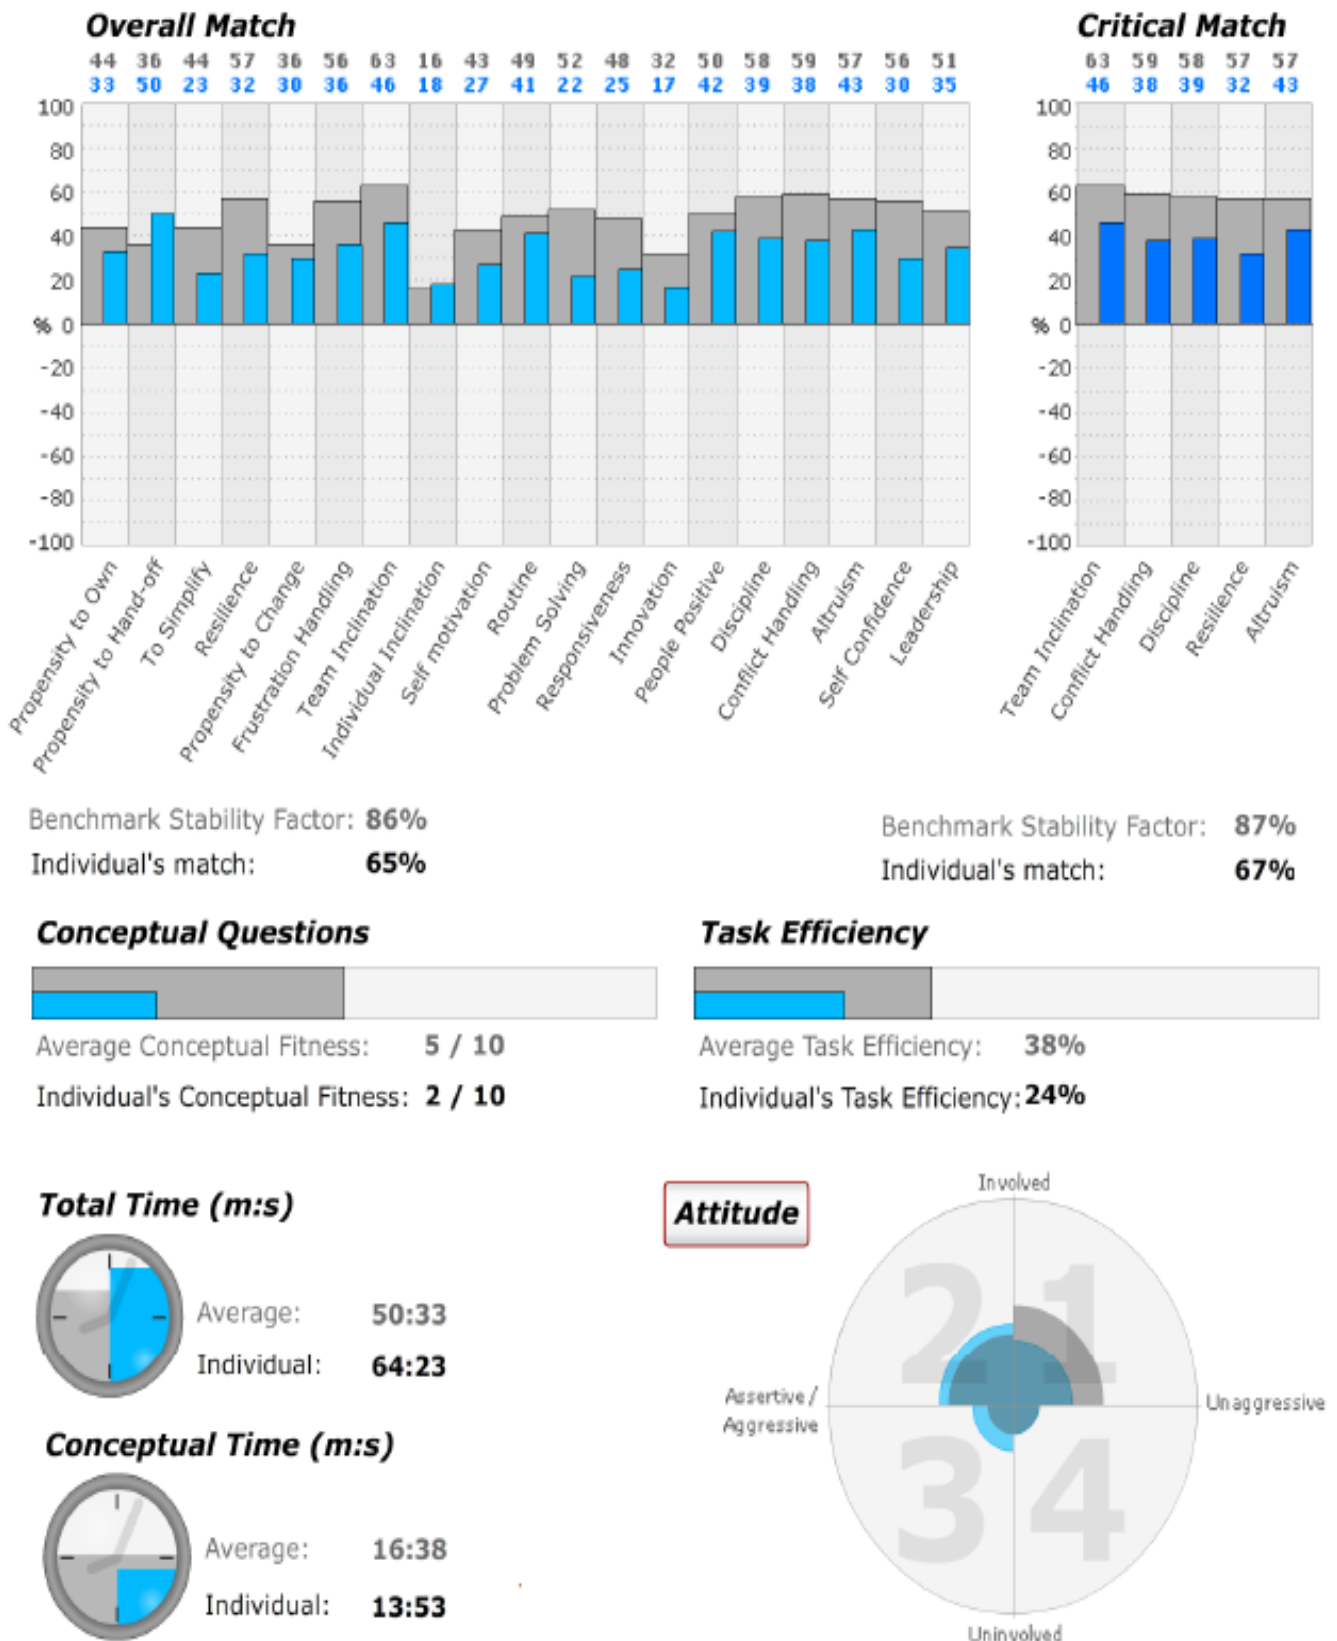 Overall Match
44 36 44 57 36 56 63 16 43 49 52 48 32 50 58 59 57 56 51
33 50 23 32 30 36 46 18 27 41 22 25 17 42 39 38 43 30 35
100
80
60
40
20
% 0
-20
-40
-60
-80
-100
Propensity to Own
Propensity to Hand-off
To Simplify
Resilience
Propensity to Change
Frustration Handling
Team Inclination
Individual Inclination
Self motivation
Routine
Problem Solving
Responsiveness
Innovation
People Positive
Discipline
Conflict Handling
Altruism
Self Confidence
Leadership
Critical Match
63 59 58 57 57
46 38 39 32 43
100
80
60
40
20
% 0
-20
-40
-60
-80
-100
Team Inclination
Conflict Handling
Discipline
Resilience
Altruism
Benchmark Stability Factor: 86%
Individual's match: 65%
Benchmark Stability Factor: 87%
Individual's match: 67%
Conceptual Questions
Average Conceptual Fitness: 5 / 10
Individual's Conceptual Fitness: 2 / 10
Task Efficiency
Average Task Efficiency: 38%
Individual's Task Efficiency: 24%
Total Time (m:s)
Average: 50:33
Individual: 64:23
Conceptual Time (m:s)
Average: 16:38
Individual: 13:53
Attitude
Involved
2 1
Assertive /
Aggressive
Unaggressive
3 4
Uninvolved